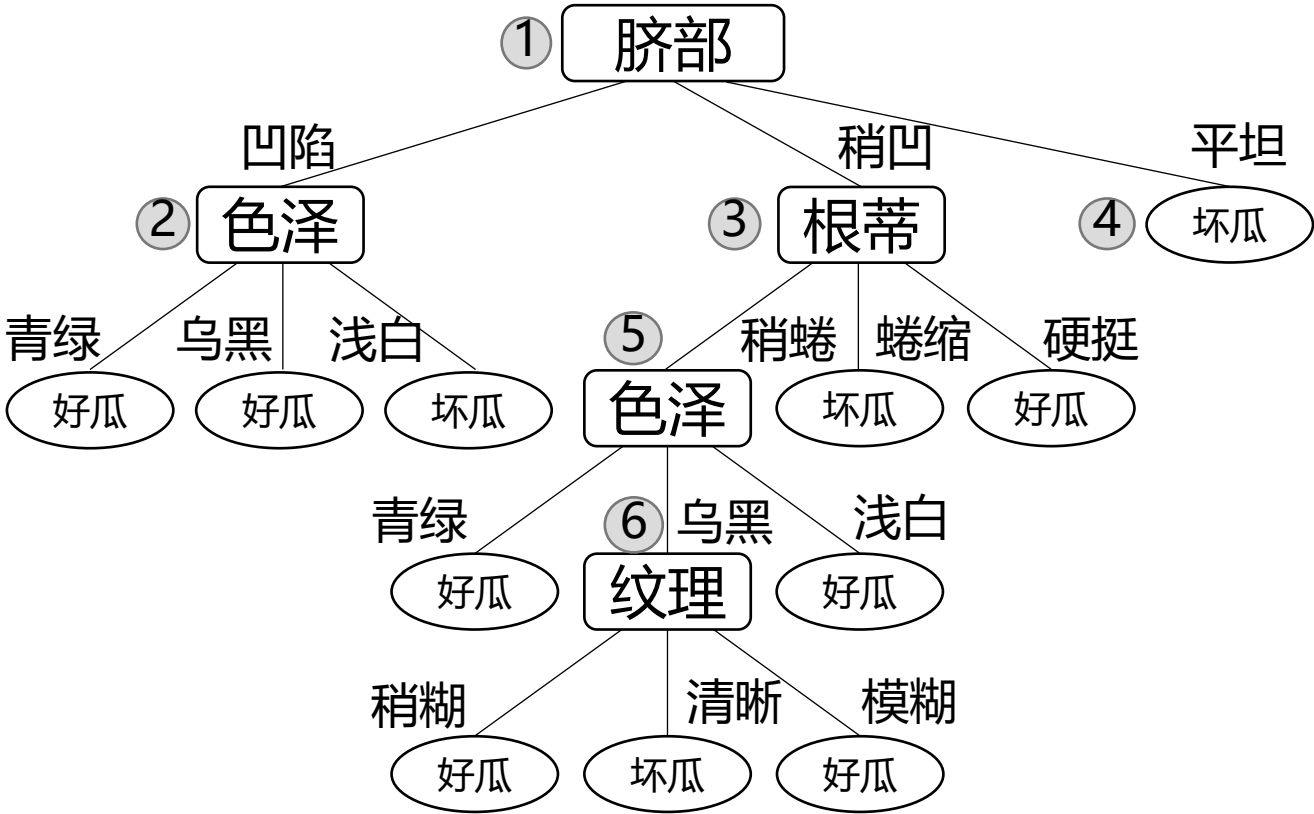 1 脐部
凹陷 稍凹 平坦
2 色泽 3 根蒂 4 坏瓜
青绿 乌黑 浅白 5 稍蜷 蜷缩 硬挺
好瓜 好瓜 坏瓜 色泽 坏瓜 好瓜
青绿 6 乌黑 浅白
好瓜 纹理 好瓜
稍糊 清晰 模糊
好瓜 坏瓜 好瓜